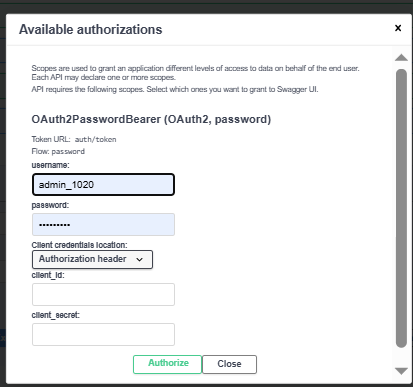 Available authorizations
×
Scopes are used to grant an application different levels of access to data on behalf of the end user.
Each API may declare one or more scopes.
API requires the following scopes. Select which ones you want to grant to Swagger UI.
OAuth2PasswordBearer (OAuth2, password)
Token URL: auth/token
Flow: password
username:
admin_1020
password:
•••••••••
Client credentials location:
Authorization header
client_id:
client_secret:
Authorize Close